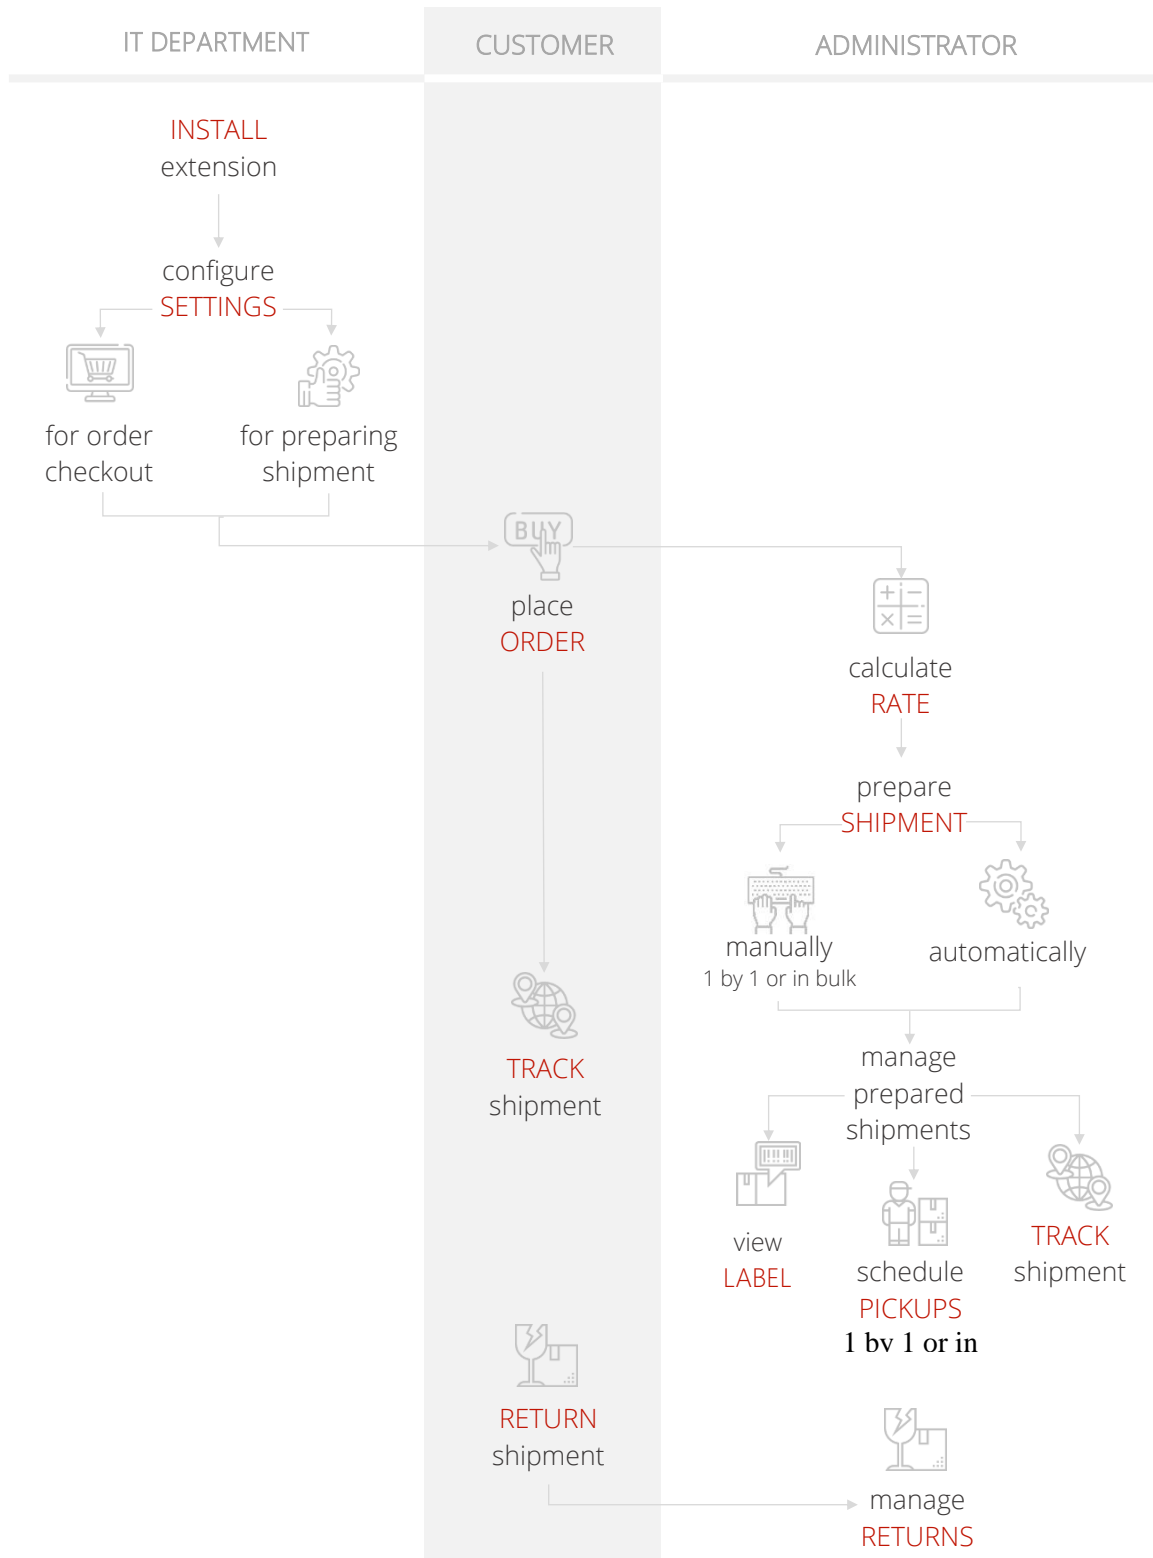 IT DEPARTMENT
CUSTOMER
ADMINISTRATOR
INSTALL
extension
configure
SETTINGS
for order
checkout
for preparing
shipment
BUY
place
ORDER
calculate
RATE
prepare
SHIPMENT
manually
1 by 1 or in bulk
automatically
manage
prepared
shipments
TRACK
shipment
view
LABEL
schedule
PICKUPS
1 by 1 or in
TRACK
shipment
RETURN
shipment
manage
RETURNS